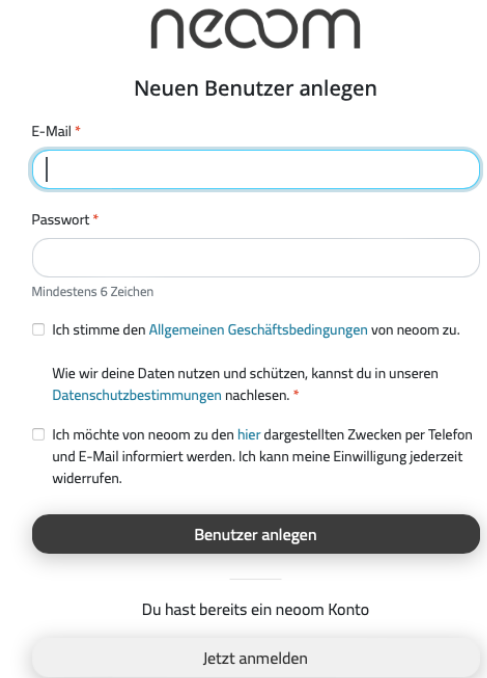 neoom
Neuen Benutzer anlegen
E-Mail *
Passwort *
Mindestens 6 Zeichen
Ich stimme den Allgemeinen Geschäftsbedingungen von neoom zu.
Wie wir deine Daten nutzen und schützen, kannst du in unseren
Datenschutzbestimmungen nachlesen. *
Ich möchte von neoom zu den hier dargestellten Zwecken per Telefon
und E-Mail informiert werden. Ich kann meine Einwilligung jederzeit
widerrufen.
Benutzer anlegen
Du hast bereits ein neoom Konto
Jetzt anmelden